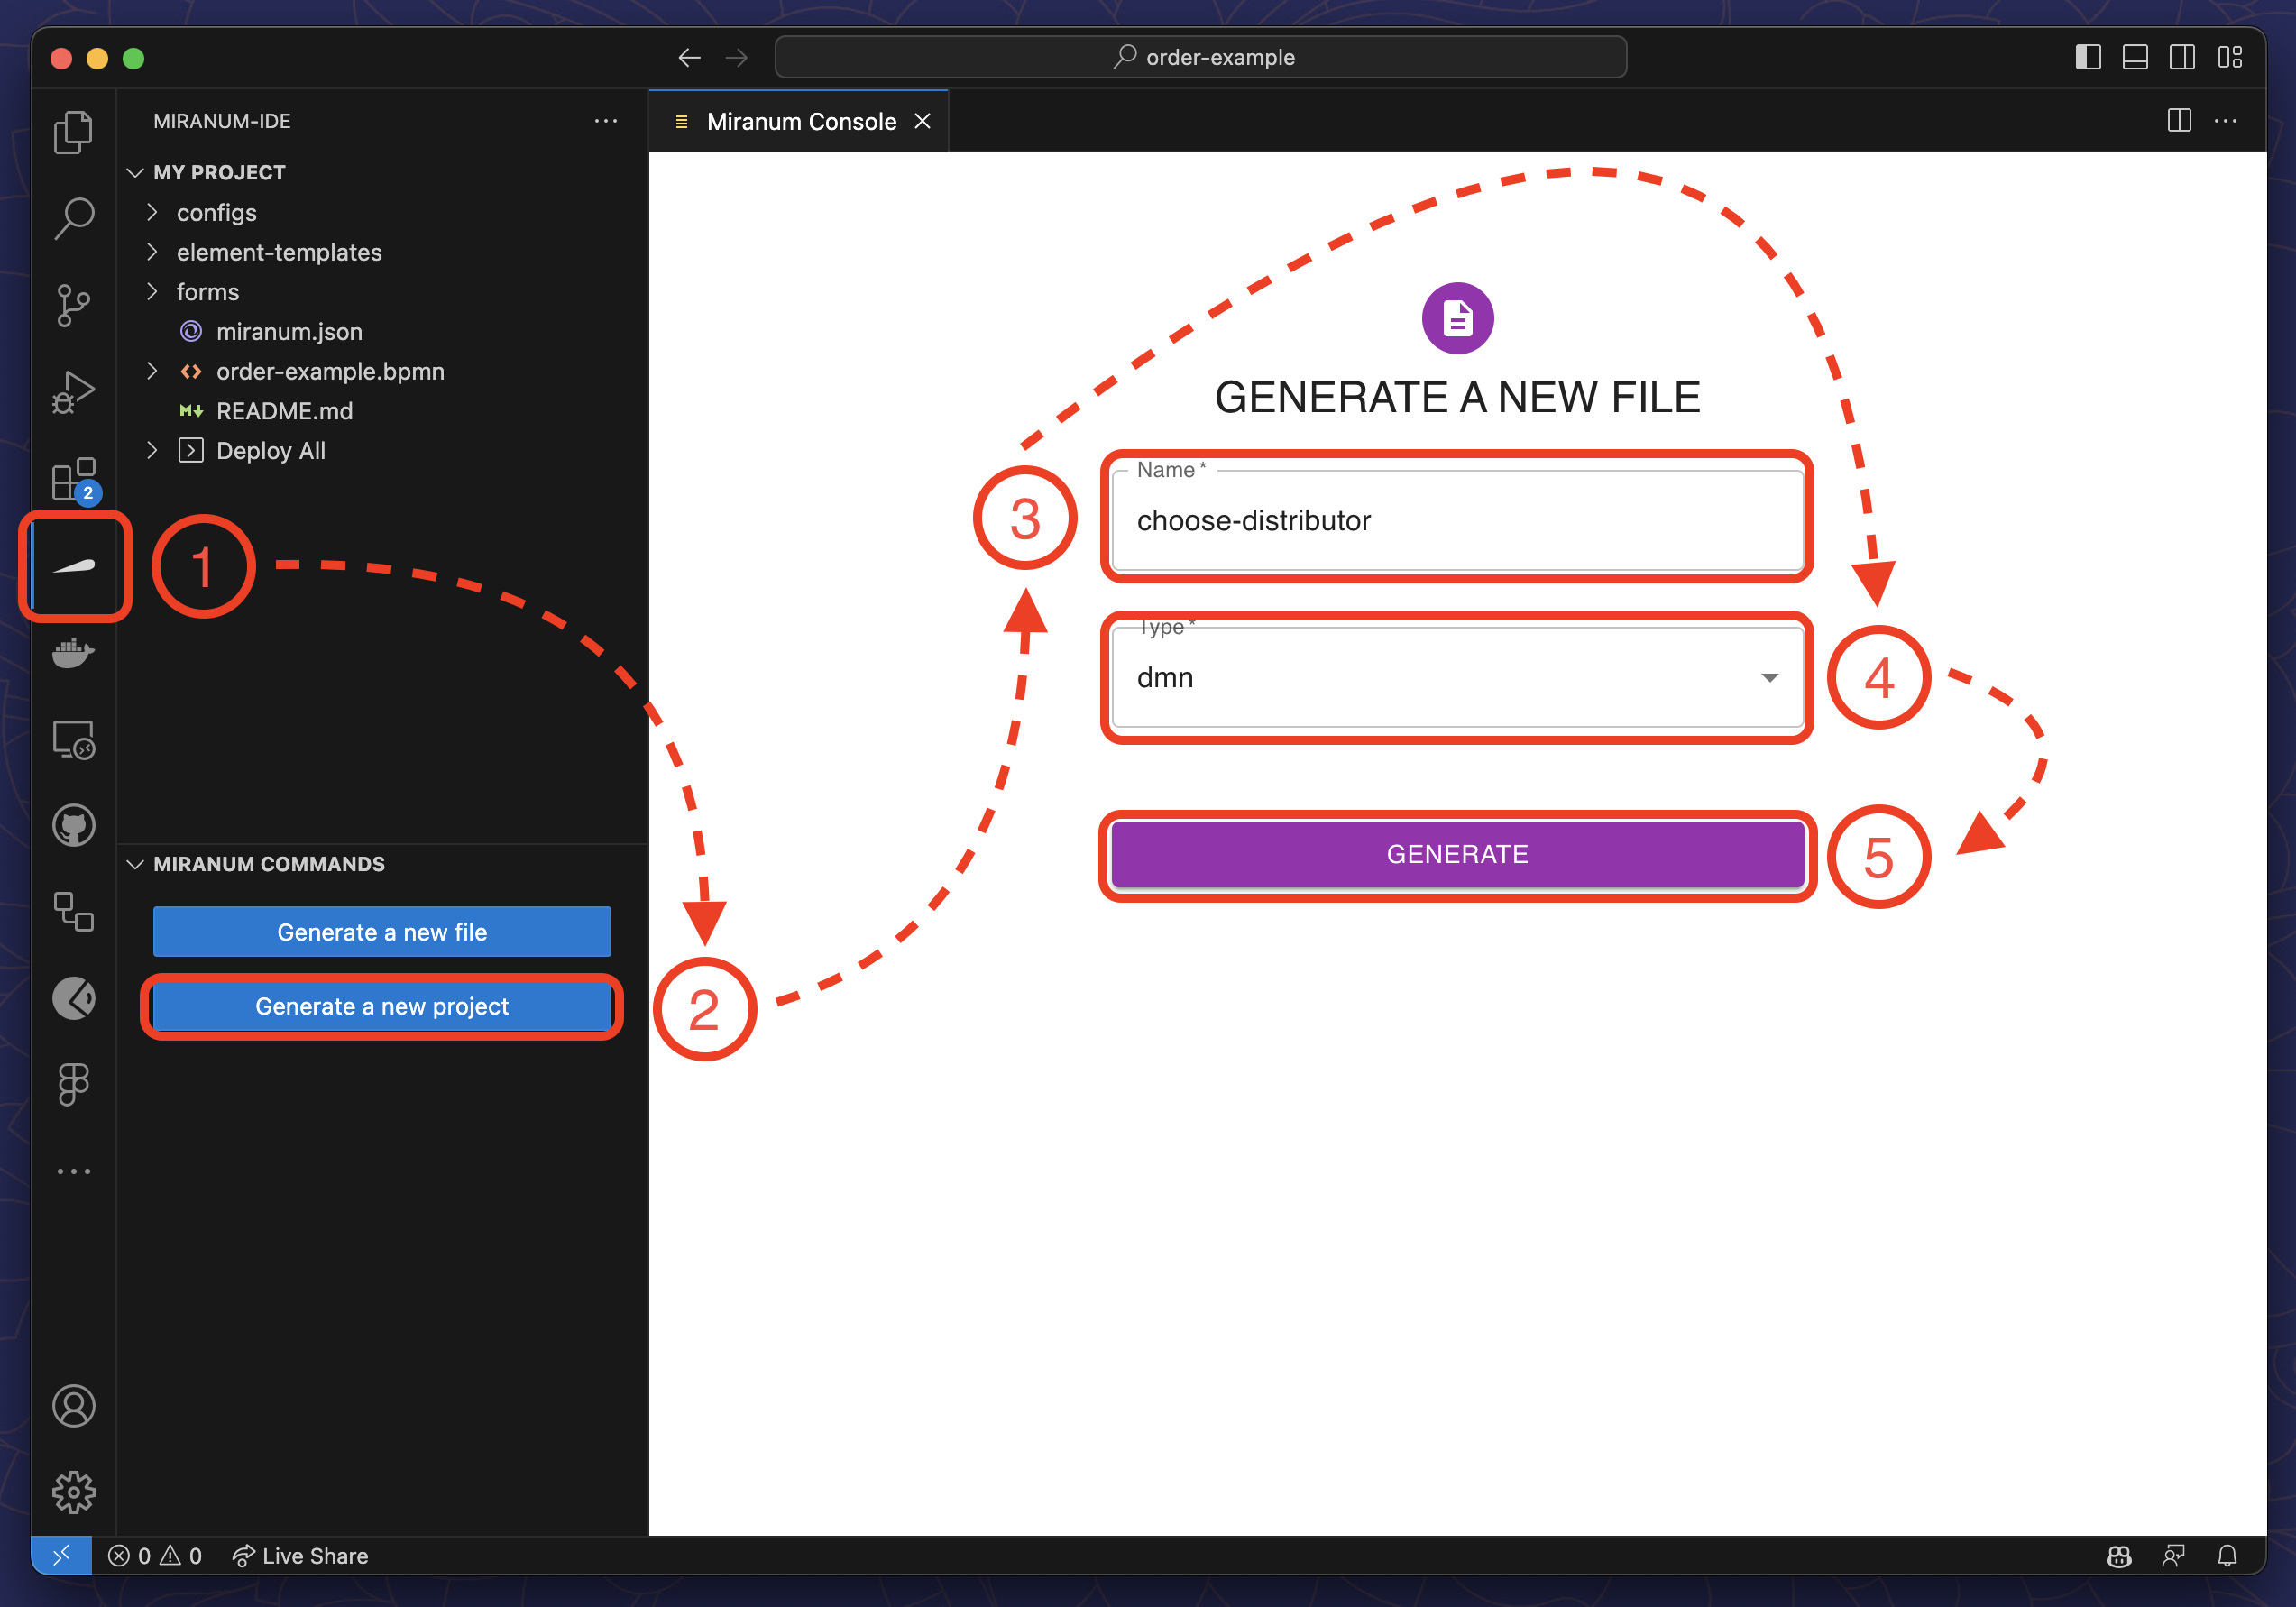 order-example
MIRANUM-IDE
Miranum Console
MY PROJECT
configs
element-templates
forms
miranum.json
order-example.bpmn
README.md
Deploy All
2
1
MIRANUM COMMANDS
Generate a new file
Generate a new project
2
GENERATE A NEW FILE
3
Name *
choose-distributor
Type *
dmn
4
GENERATE
5
0 0 Live Share